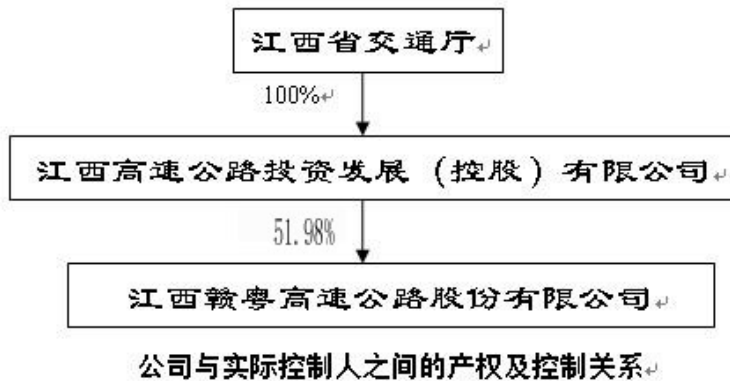 江西省交通厅
100%
江西高速公路投资发展（控股）有限公司
51.98%
江西赣粤高速公路股份有限公司
公司与实际控制人之间的产权及控制关系